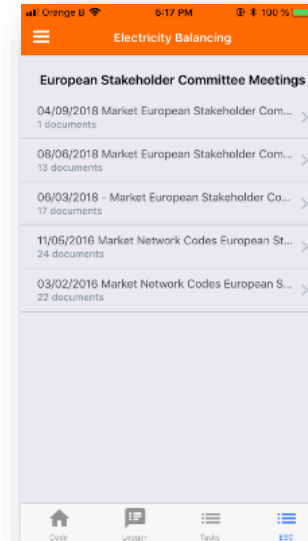 Orange B 5:17 PM 100 %
Electricity Balancing
European Stakeholder Committee Meetings
04/09/2018 Market European Stakeholder Com...
1 documents
08/06/2018 Market European Stakeholder Com...
13 documents
06/03/2018 - Market European Stakeholder Co...
17 documents
11/05/2016 Market Network Codes European St...
24 documents
03/02/2016 Market Network Codes European S...
22 documents
Code Logger Tasks ESC